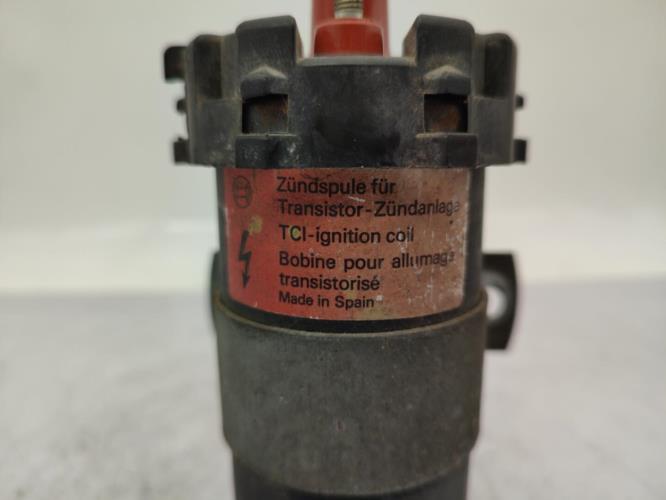 Zündspule für
Transistor-Zündanlage
TCI-ignition coil
Bobine pour allumage
transistorisé
Made in Spain